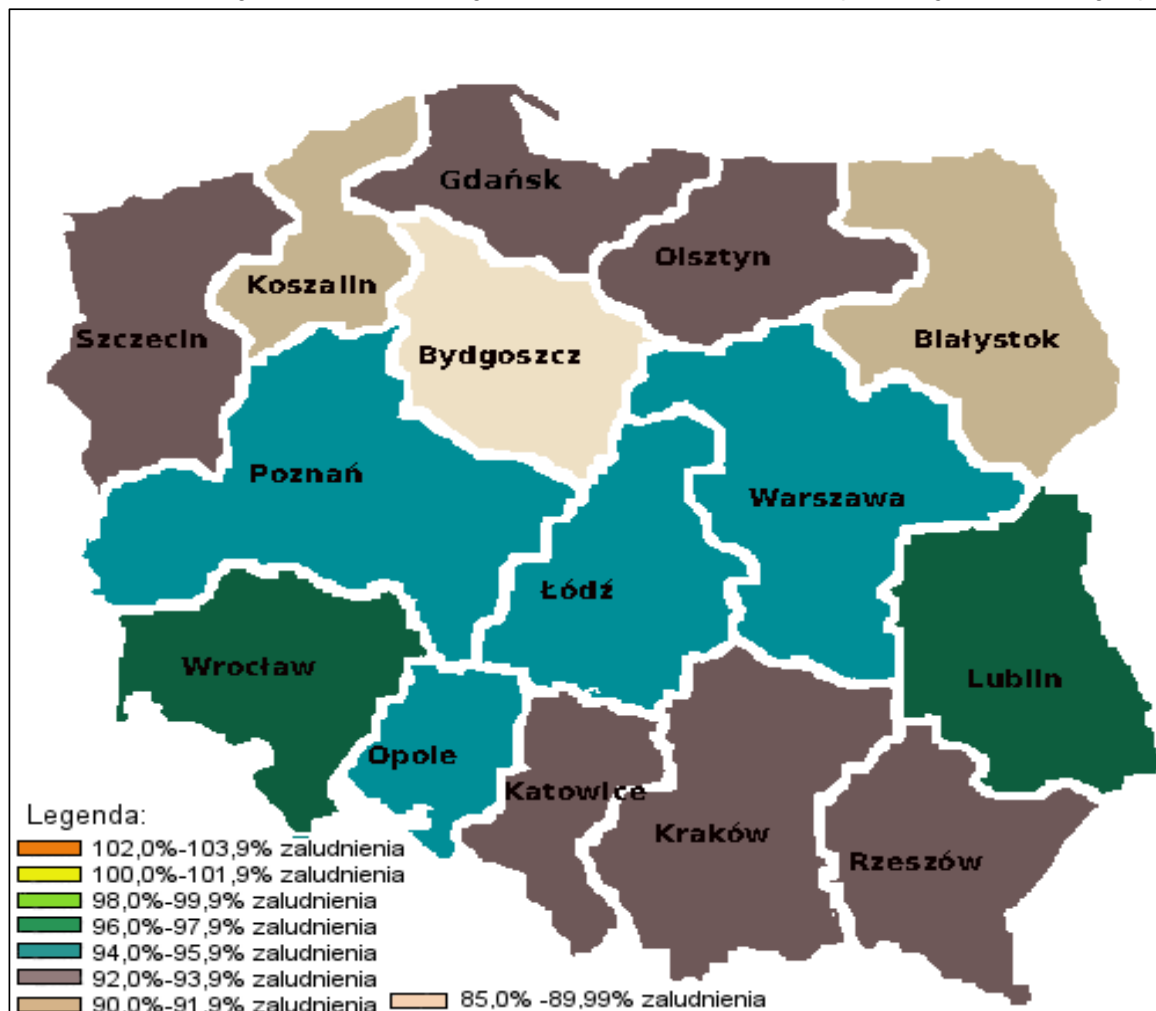 Gdańsk
Olsztyn
Koszalin
Szczecin
Białystok
Bydgoszcz
Poznań
Warszawa
Łódź
Wrocław
Lublin
Opole
Katowice
Kraków
Rzeszów
Legenda:
102,0%-103,9% zaludnienia
100,0%-101,9% zaludnienia
98,0%-99,9% zaludnienia
96,0%-97,9% zaludnienia
94,0%-95,9% zaludnienia
92,0%-93,9% zaludnienia
90,0%-91,9% zaludnienia
85,0% -89,99% zaludnienia